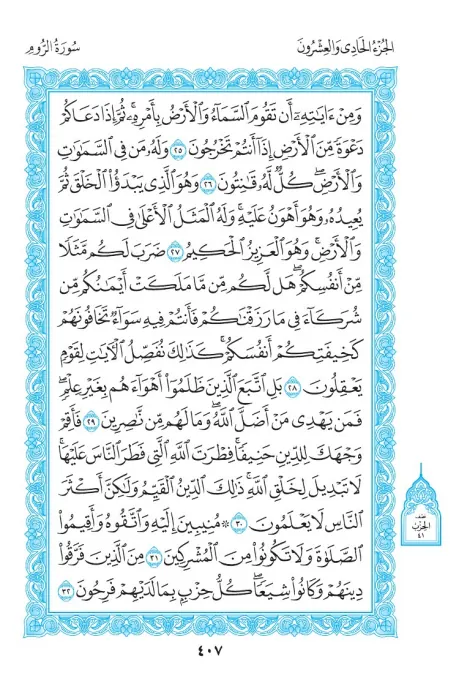 الجُزْءُ الحَادِي وَالعِشْرُونَ
سُورَةُ الرُّومِ
وَمِنْ ءَايَٰتِهِۦٓ أَن تَقُومَ ٱلسَّمَآءُ وَٱلْأَرْضُ بِأَمْرِهِۦ ۚ ثُمَّ إِذَا دَعَاكُمْ
دَعْوَةً مِّنَ ٱلْأَرْضِ إِذَآ أَنتُمْ تَخْرُجُونَ ٢٥ وَلَهُۥ مَن فِى ٱلسَّمَٰوَٰتِ
وَٱلْأَرْضِ ۖ كُلٌّ لَّهُۥ قَٰنِتُونَ ٢٦ وَهُوَ ٱلَّذِى يَبْدَؤُا۟ ٱلْخَلْقَ ثُمَّ
يُعِيدُهُۥ وَهُوَ أَهْوَنُ عَلَيْهِ ۚ وَلَهُ ٱلْمَثَلُ ٱلْأَعْلَىٰ فِى ٱلسَّمَٰوَٰتِ
وَٱلْأَرْضِ ۚ وَهُوَ ٱلْعَزِيزُ ٱلْحَكِيمُ ٢٧ ضَرَبَ لَكُم مَّثَلًا
مِّنْ أَنفُسِكُمْ ۖ هَل لَّكُم مِّن مَّا مَلَكَتْ أَيْمَٰنُكُم مِّن
شُرَكَآءَ فِى مَا رَزَقْنَٰكُمْ فَأَنتُمْ فِيهِ سَوَآءٌ تَخَافُونَهُمْ
كَخِيفَتِكُمْ أَنفُسَكُمْ ۚ كَذَٰلِكَ نُفَصِّلُ ٱلْءَايَٰتِ لِقَوْمٍ
يَعْقِلُونَ ٢٨ بَلِ ٱتَّبَعَ ٱلَّذِينَ ظَلَمُوٓا۟ أَهْوَآءَهُم بِغَيْرِ عِلْمٍ ۖ
فَمَن يَهْدِى مَنْ أَضَلَّ ٱللَّهُ ۖ وَمَا لَهُم مِّن نَّٰصِرِينَ ٢٩ فَأَقِمْ
وَجْهَكَ لِلدِّينِ حَنِيفًا ۚ فِطْرَتَ ٱللَّهِ ٱلَّتِى فَطَرَ ٱلنَّاسَ عَلَيْهَا ۚ
لَا تَبْدِيلَ لِخَلْقِ ٱللَّهِ ۚ ذَٰلِكَ ٱلدِّينُ ٱلْقَيِّمُ وَلَٰكِنَّ أَكْثَرَ
ٱلنَّاسِ لَا يَعْلَمُونَ ٣٠ ۞ مُنِيبِينَ إِلَيْهِ وَٱتَّقُوهُ وَأَقِيمُوا۟
ٱلصَّلَوٰةَ وَلَا تَكُونُوا۟ مِنَ ٱلْمُشْرِكِينَ ٣١ مِنَ ٱلَّذِينَ فَرَّقُوا۟
دِينَهُمْ وَكَانُوا۟ شِيَعًا ۖ كُلُّ حِزْبٍۭ بِمَا لَدَيْهِمْ فَرِحُونَ ٣٢
الحِزْب
٤١
٤٠٧